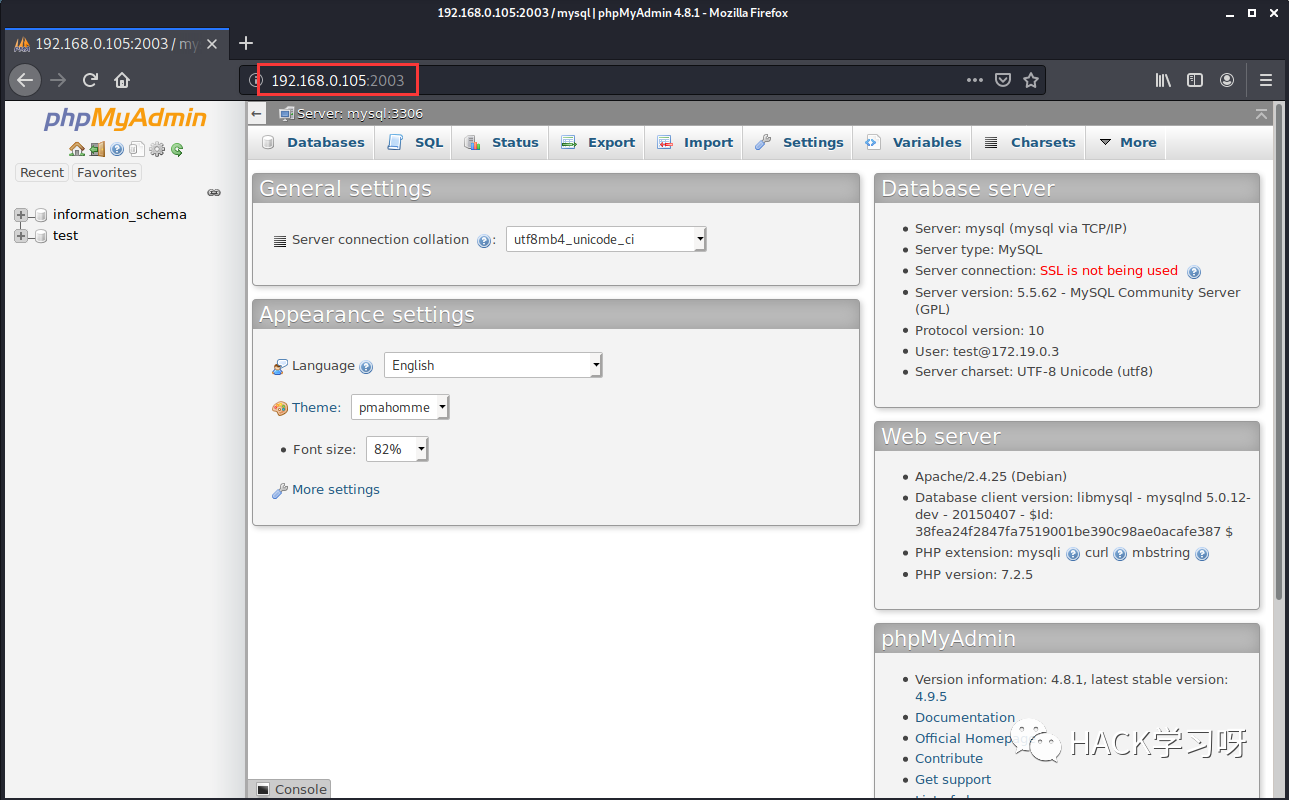 192.168.0.105:2003 / mysql | phpMyAdmin 4.8.1 - Mozilla Firefox
192.168.0.105:2003 / my
192.168.0.105:2003
phpMyAdmin
Recent Favorites
information_schema
test
Server: mysql:3306
Databases SQL Status Export Import Settings Variables Charsets More
General settings
Server connection collation : utf8mb4_unicode_ci
Appearance settings
Language English
Theme: pmahomme
Font size: 82%
More settings
Database server
Server: mysql (mysql via TCP/IP)
Server type: MySQL
Server connection: SSL is not being used
Server version: 5.5.62 - MySQL Community Server
(GPL)
Protocol version: 10
User: test@172.19.0.3
Server charset: UTF-8 Unicode (utf8)
Web server
Apache/2.4.25 (Debian)
Database client version: libmysql - mysqlnd 5.0.12-
dev - 20150407 - $Id:
38fea24f2847fa7519001be390c98ae0acafe387 $
PHP extension: mysqli curl mbstring
PHP version: 7.2.5
phpMyAdmin
Version information: 4.8.1, latest stable version:
4.9.5
Documentation
Official Homepage
Contribute
Get support
Console
HACK学习呀